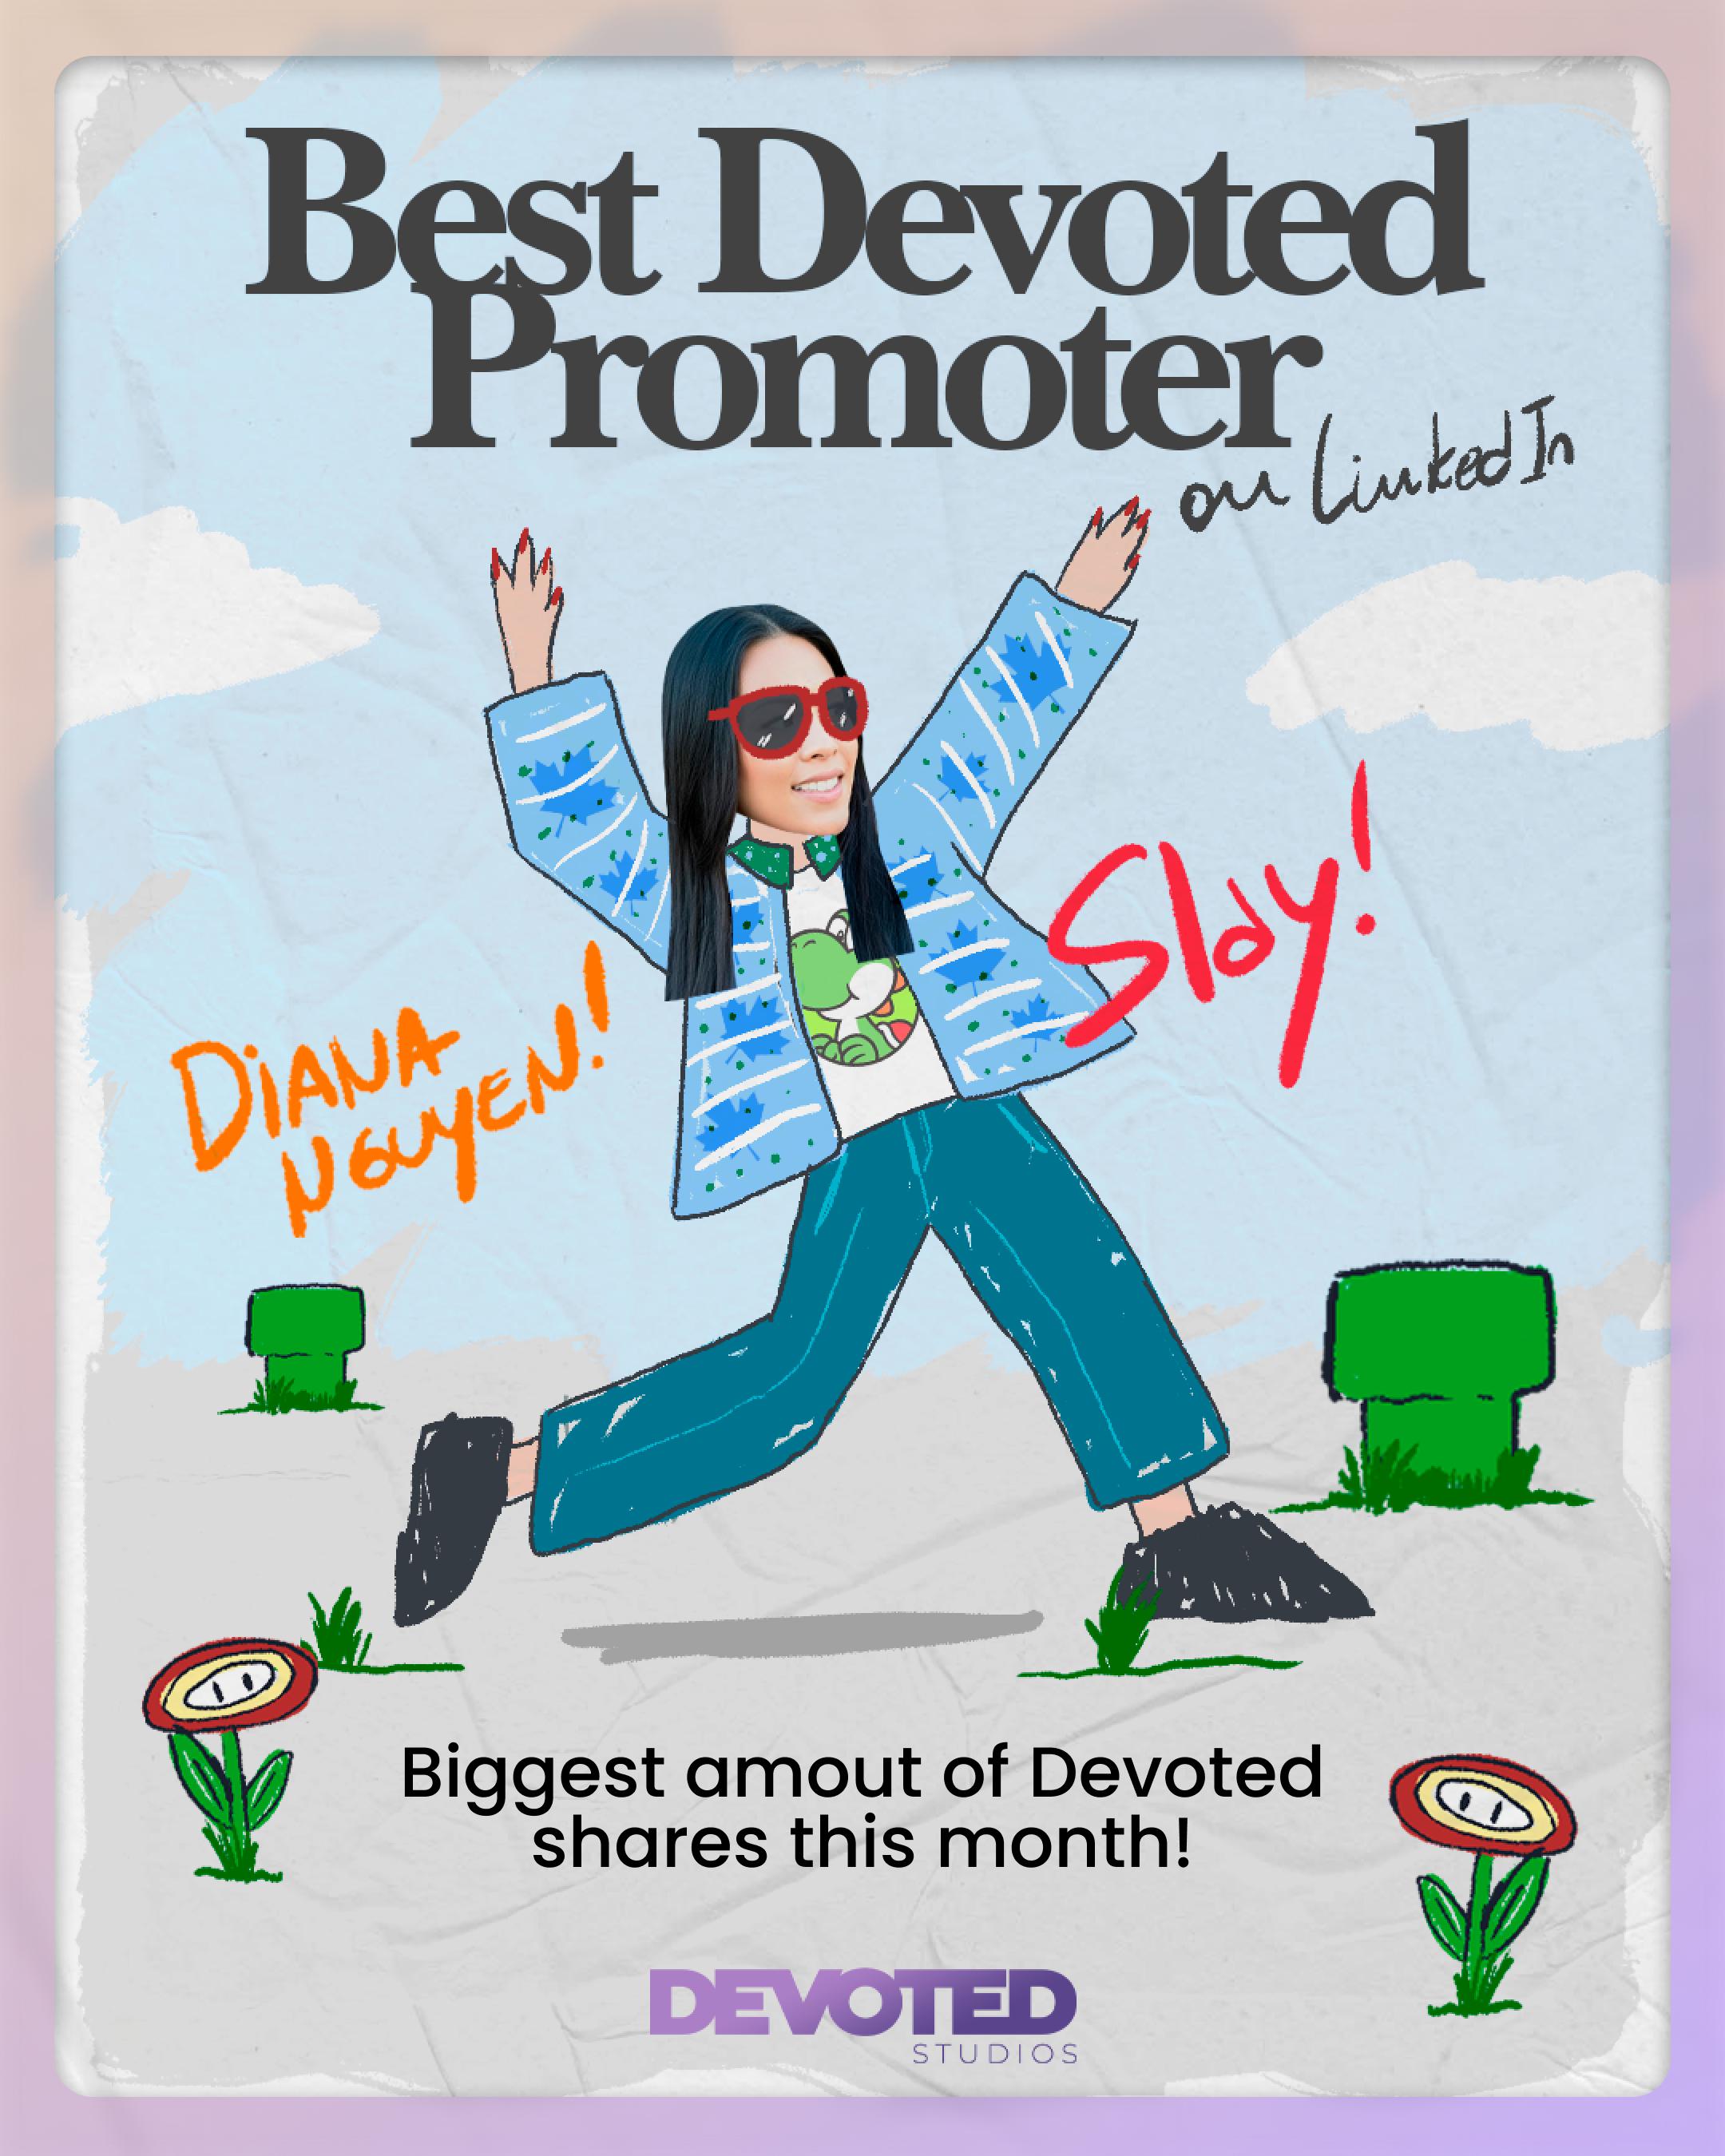 Best Devoted
Promoter
on LinkedIn
Slay!
DiANA
NGUYEN!
Biggest amout of Devoted
shares this month!
DEVOTED
STUDIOS